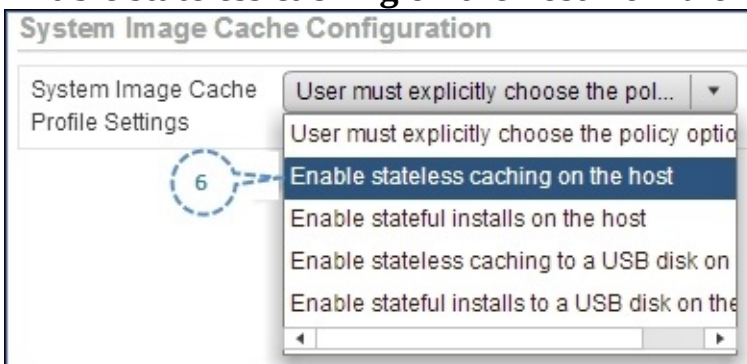 System Image Cache Configuration
System Image Cache
Profile Settings
User must explicitly choose the pol...
User must explicitly choose the policy optio
6
Enable stateless caching on the host
Enable stateful installs on the host
Enable stateless caching to a USB disk on
Enable stateful installs to a USB disk on the